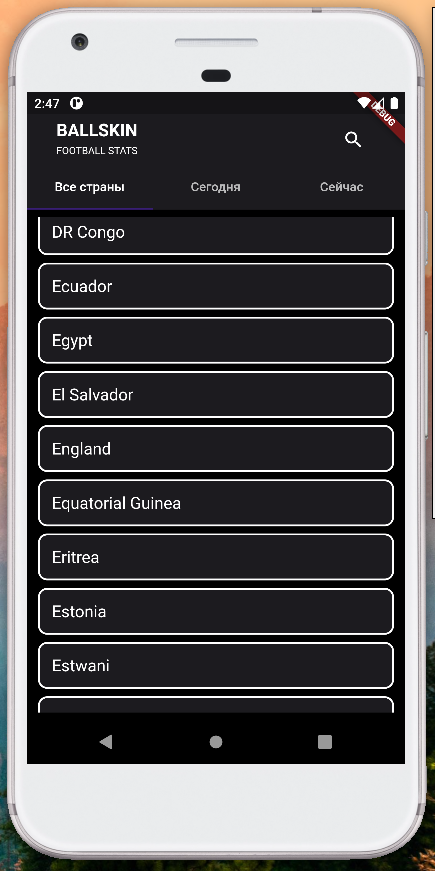 2:47
DEBUG
BALLSKIN
FOOTBALL STATS
Все страны
Сегодня
Сейчас
DR Congo
Ecuador
Egypt
El Salvador
England
Equatorial Guinea
Eritrea
Estonia
Estwani